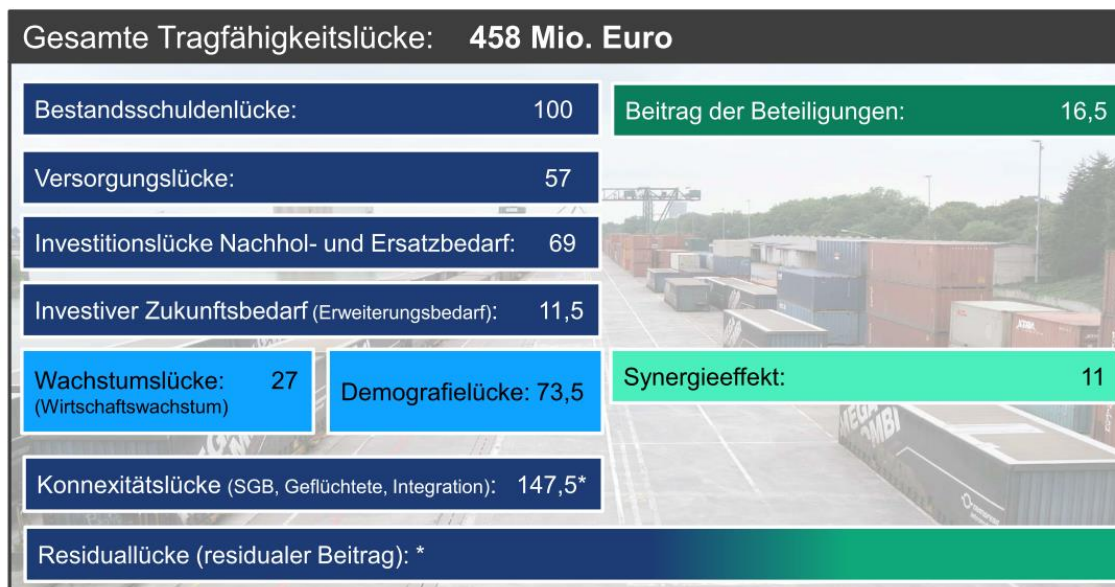 Gesamte Tragfähigkeitslücke: 458 Mio. Euro
Bestandsschuldenlücke: 100
Beitrag der Beteiligungen: 16,5
Versorgungslücke: 57
Investitionslücke Nachhol- und Ersatzbedarf: 69
Investiver Zukunftsbedarf (Erweiterungsbedarf): 11,5
Wachstumslücke: 27
(Wirtschaftswachstum)
Demografielücke: 73,5
Synergieeffekt: 11
Konnexitätslücke (SGB, Geflüchtete, Integration): 147,5*
Residuallücke (residualer Beitrag): *